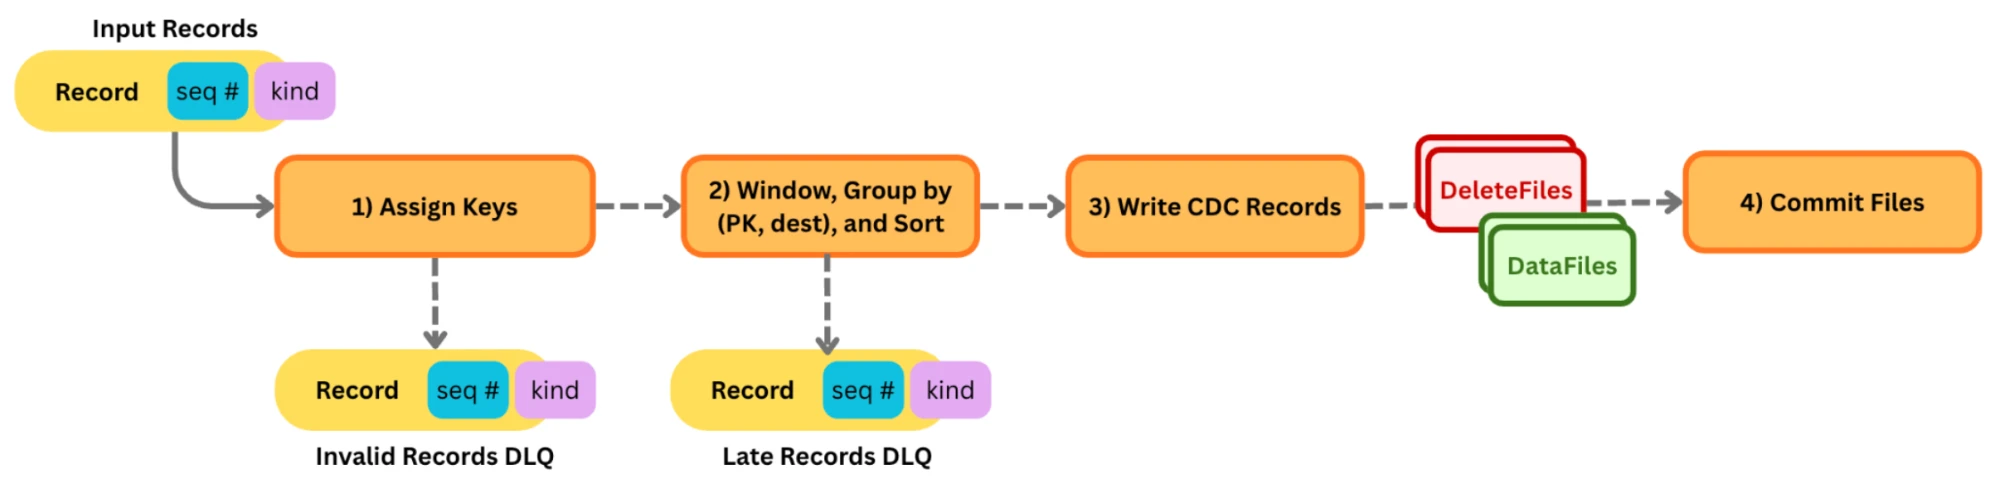 Input Records
Record seq # kind
1) Assign Keys
2) Window, Group by
(PK, dest), and Sort
3) Write CDC Records
DeleteFiles
DataFiles
4) Commit Files
Record seq # kind
Invalid Records DLQ
Record seq # kind
Late Records DLQ